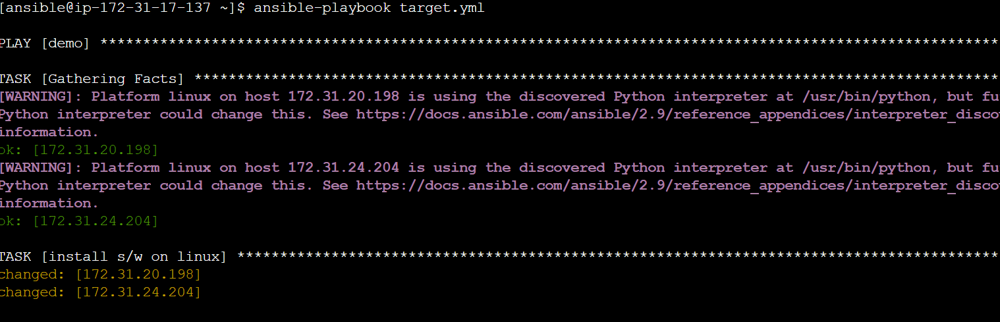 [ansible@ip-172-31-17-137 ~]$ ansible-playbook target.yml
PLAY [demo] *********************************************************************************************************
TASK [Gathering Facts] **********************************************************************************************
[WARNING]: Platform linux on host 172.31.20.198 is using the discovered Python interpreter at /usr/bin/python, but fu
Python interpreter could change this. See https://docs.ansible.com/ansible/2.9/reference_appendices/interpreter_disco
information.
ok: [172.31.20.198]
[WARNING]: Platform linux on host 172.31.24.204 is using the discovered Python interpreter at /usr/bin/python, but fu
Python interpreter could change this. See https://docs.ansible.com/ansible/2.9/reference_appendices/interpreter_disco
information.
ok: [172.31.24.204]
TASK [install s/w on linux] *****************************************************************************************
changed: [172.31.20.198]
changed: [172.31.24.204]